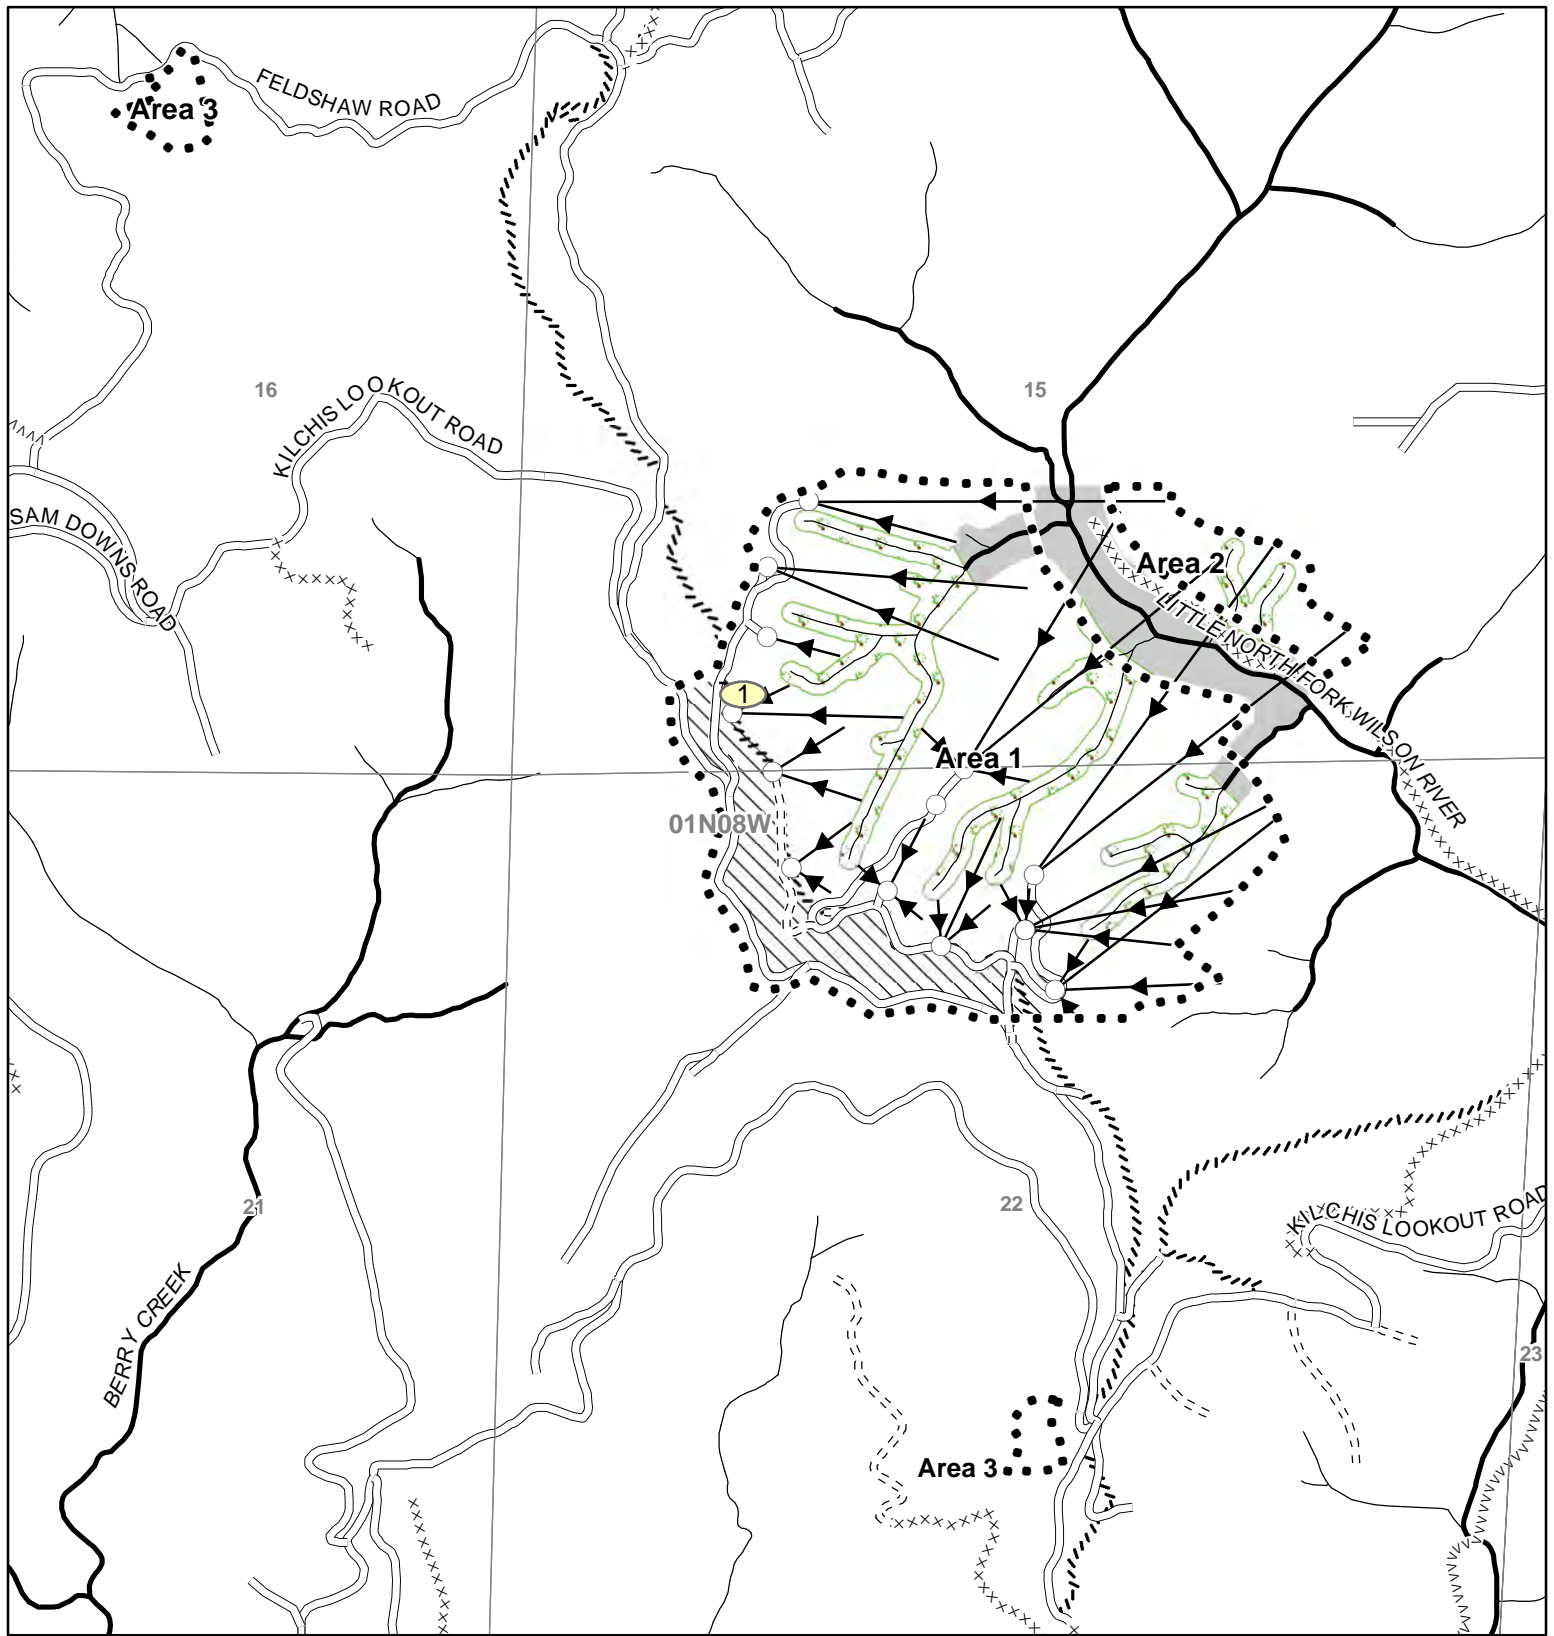 Area 3
FELDSHAW ROAD
16
15
KILCHIS LOOKOUT ROAD
SAM DOWNS ROAD
Area 2
LITTLE NORTH FORK WILSON RIVER
1
Area 1
01N08W
21
22
KILCHIS LOOKOUT ROAD
BERRY CREEK
23
Area 3